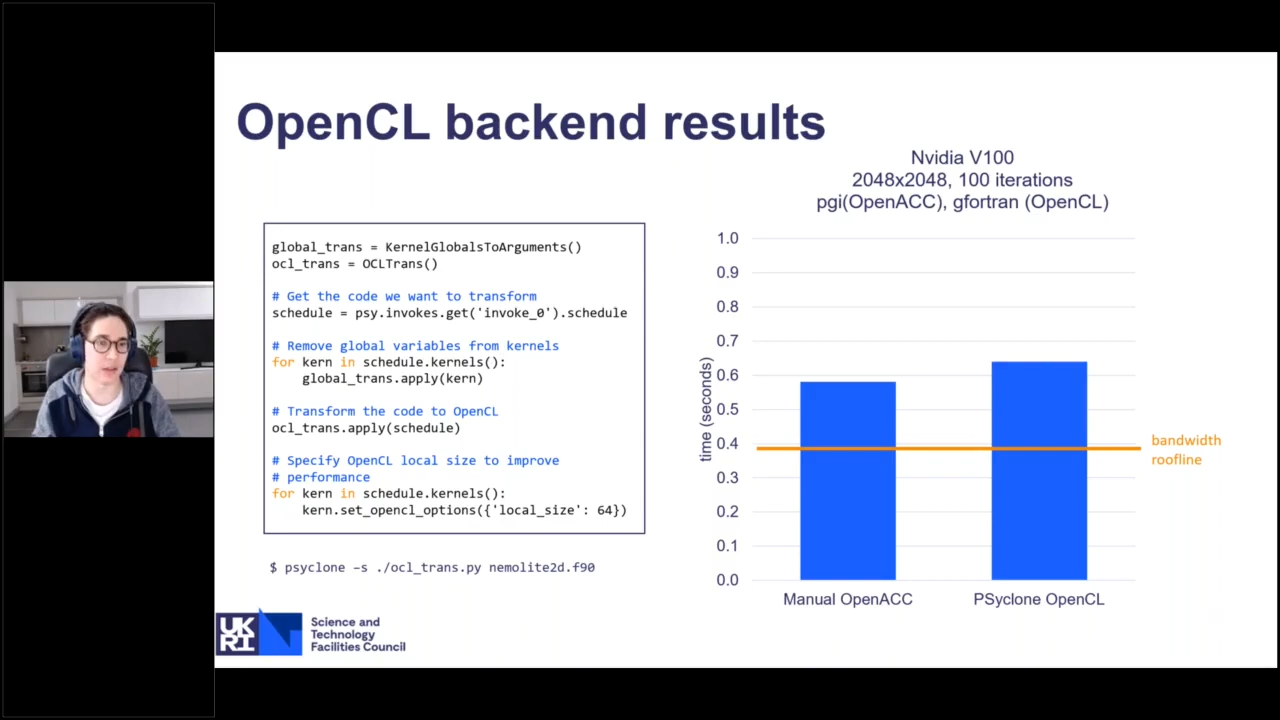 OpenCL backend results
global_trans = KernelGlobalsToArguments()
ocl_trans = OCLTrans()
# Get the code we want to transform
schedule = psy.invokes.get('invoke_0').schedule
# Remove global variables from kernels
for kern in schedule.kernels():
    global_trans.apply(kern)
# Transform the code to OpenCL
ocl_trans.apply(schedule)
# Specify OpenCL local size to improve
# performance
for kern in schedule.kernels():
    kern.set_opencl_options({'local_size': 64})
$ psyclone –s ./ocl_trans.py nemolite2d.f90
Nvidia V100
2048x2048, 100 iterations
pgi(OpenACC), gfortran (OpenCL)
time (seconds)
1.0
0.9
0.8
0.7
0.6
0.5
0.4
0.3
0.2
0.1
0.0
bandwidth
roofline
Manual OpenACC
PSyclone OpenCL
UK
RI
Science and
Technology
Facilities Council